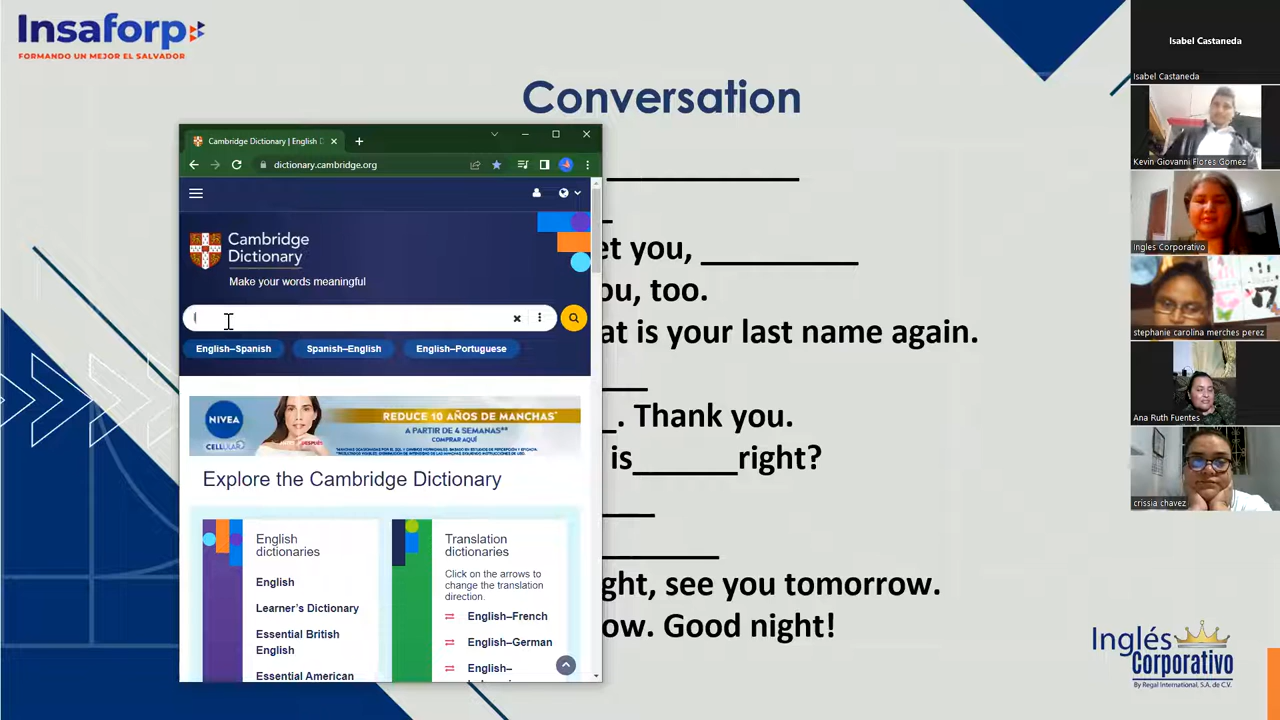 Insaforp
FORMANDO UN MEJOR EL SALVADOR
Conversation
Cambridge Dictionary | English
dictionary.cambridge.org
Cambridge
Dictionary
Make your words meaningful
English–Spanish
Spanish–English
English–Portuguese
NIVEA
CELLULAR
REDUCE 10 AÑOS DE MANCHAS*
A PARTIR DE 4 SEMANAS**
COMPRAR AQUÍ
Explore the Cambridge Dictionary
English
dictionaries
English
Learner's Dictionary
Essential British
English
Essential American
Translation
dictionaries
Click on the arrows to
change the translation
direction.
English–French
English–German
English–
____________
et you, _________
ou, too.
at is your last name again.
_. Thank you.
is______right?
ght, see you tomorrow.
ow. Good night!
Isabel Castaneda
Isabel Castaneda
Kevin Giovanni Flores Gomez
Ingles Corporativo
stephanie carolina merches perez
Ana Ruth Fuentes
crissia chavez
Inglés
Corporativo
By Regal International, S.A. de C.V.